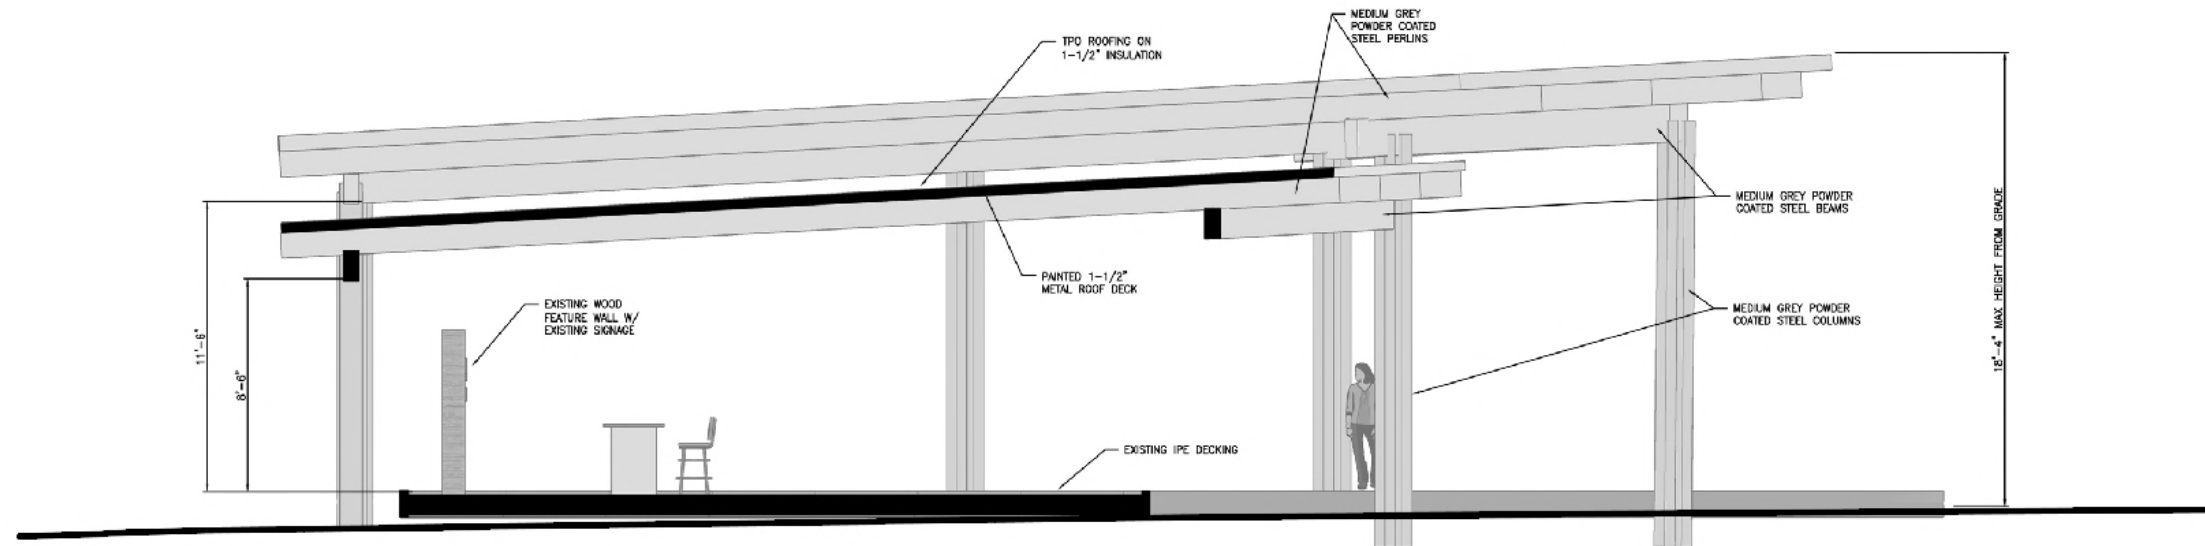 MEDIUM GREY
POWDER COATED
STEEL PERLINS
TPO ROOFING ON
1-1/2" INSULATION
MEDIUM GREY POWDER
COATED STEEL BEAMS
18'-4" MAX HEIGHT FROM GRADE
PAINTED 1-1/2"
METAL ROOF DECK
EXISTING WOOD
FEATURE WALL W/
EXISTING SIGNAGE
MEDIUM GREY POWDER
COATED STEEL COLUMNS
11'-6"
8'-6"
EXISTING IPE DECKING